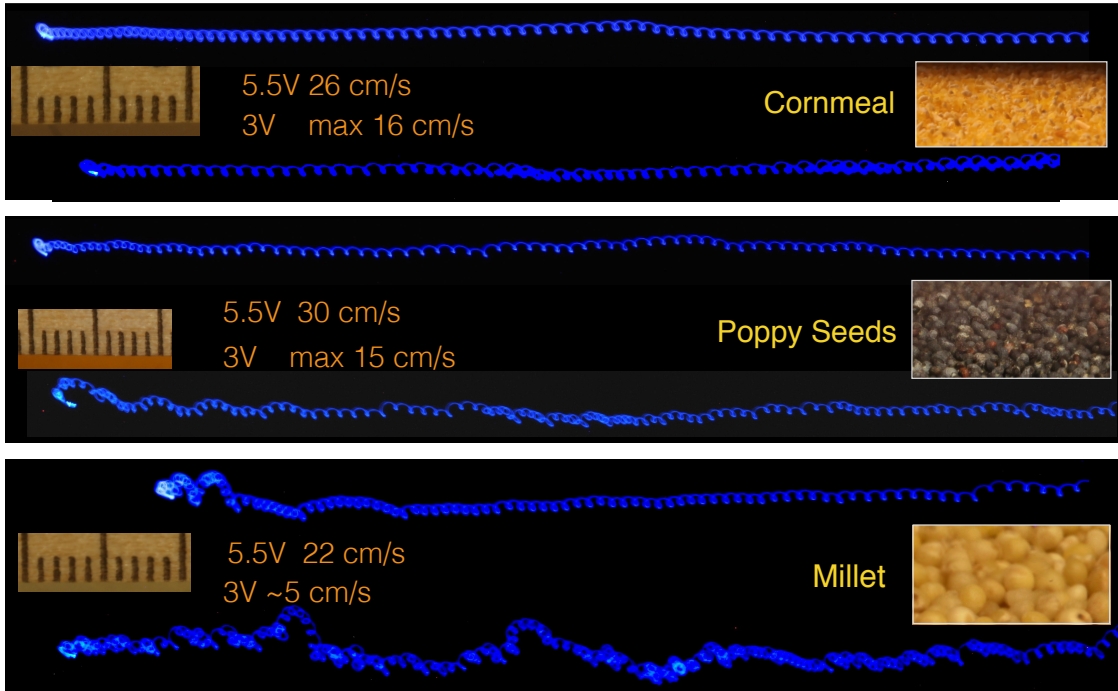 5.5V 26 cm/s
3V max 16 cm/s
Cornmeal
5.5V 30 cm/s
3V max 15 cm/s
Poppy Seeds
5.5V 22 cm/s
3V ~5 cm/s
Millet